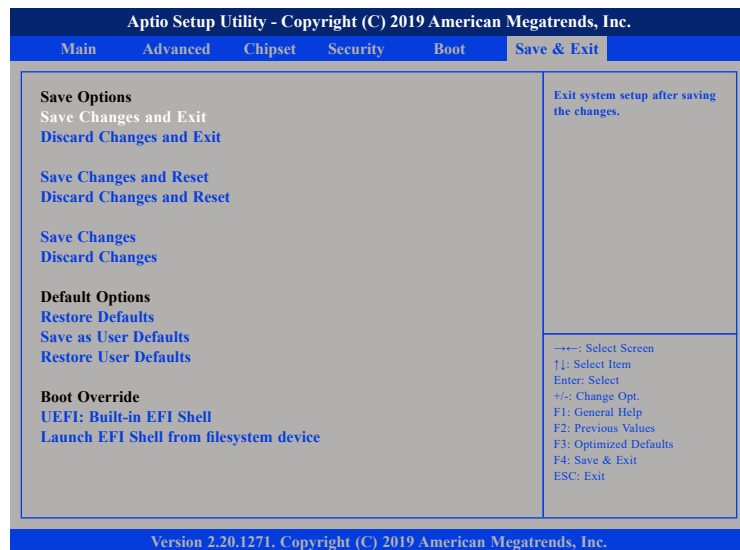 Aptio Setup Utility - Copyright (C) 2019 American Megatrends, Inc.
Main Advanced Chipset Security Boot Save & Exit
Save Options
Save Changes and Exit
Discard Changes and Exit
Save Changes and Reset
Discard Changes and Reset
Save Changes
Discard Changes
Default Options
Restore Defaults
Save as User Defaults
Restore User Defaults
Boot Override
UEFI: Built-in EFI Shell
Launch EFI Shell from filesystem device
Exit system setup after saving
the changes.
→←: Select Screen
↑↓: Select Item
Enter: Select
+/-: Change Opt.
F1: General Help
F2: Previous Values
F3: Optimized Defaults
F4: Save & Exit
ESC: Exit
Version 2.20.1271. Copyright (C) 2019 American Megatrends, Inc.